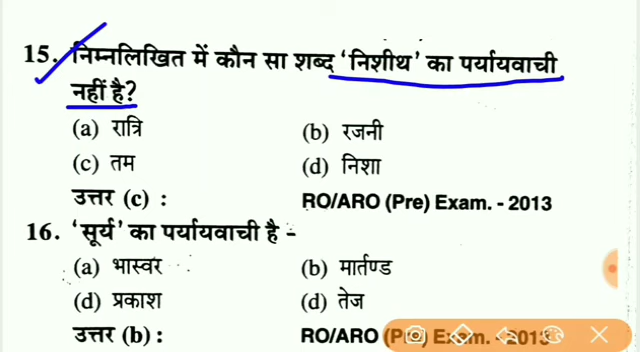 15. निम्नलिखित में कौन सा शब्द ‘निशीथ’ का पर्यायवाची
नहीं है?
(a) रात्रि (b) रजनी
(c) तम (d) निशा
उत्तर (c) : RO/ARO (Pre) Exam. - 2013
16. ‘सूर्य’ का पर्यायवाची है -
(a) भास्वर (b) मार्तण्ड
(d) प्रकाश (d) तेज
उत्तर (b) : RO/ARO